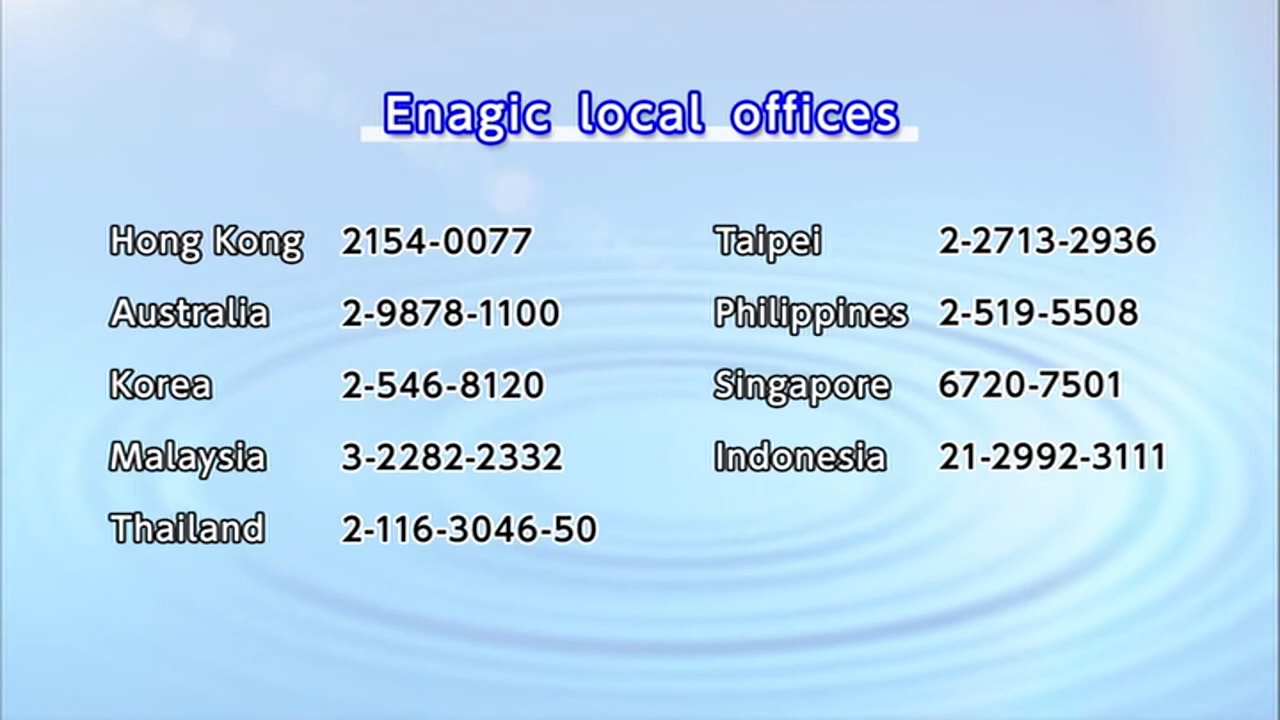 Enagic local offices
Hong Kong 2154-0077
Australia 2-9878-1100
Korea 2-546-8120
Malaysia 3-2282-2332
Thailand 2-116-3046-50
Taipei 2-2713-2936
Philippines 2-519-5508
Singapore 6720-7501
Indonesia 21-2992-3111